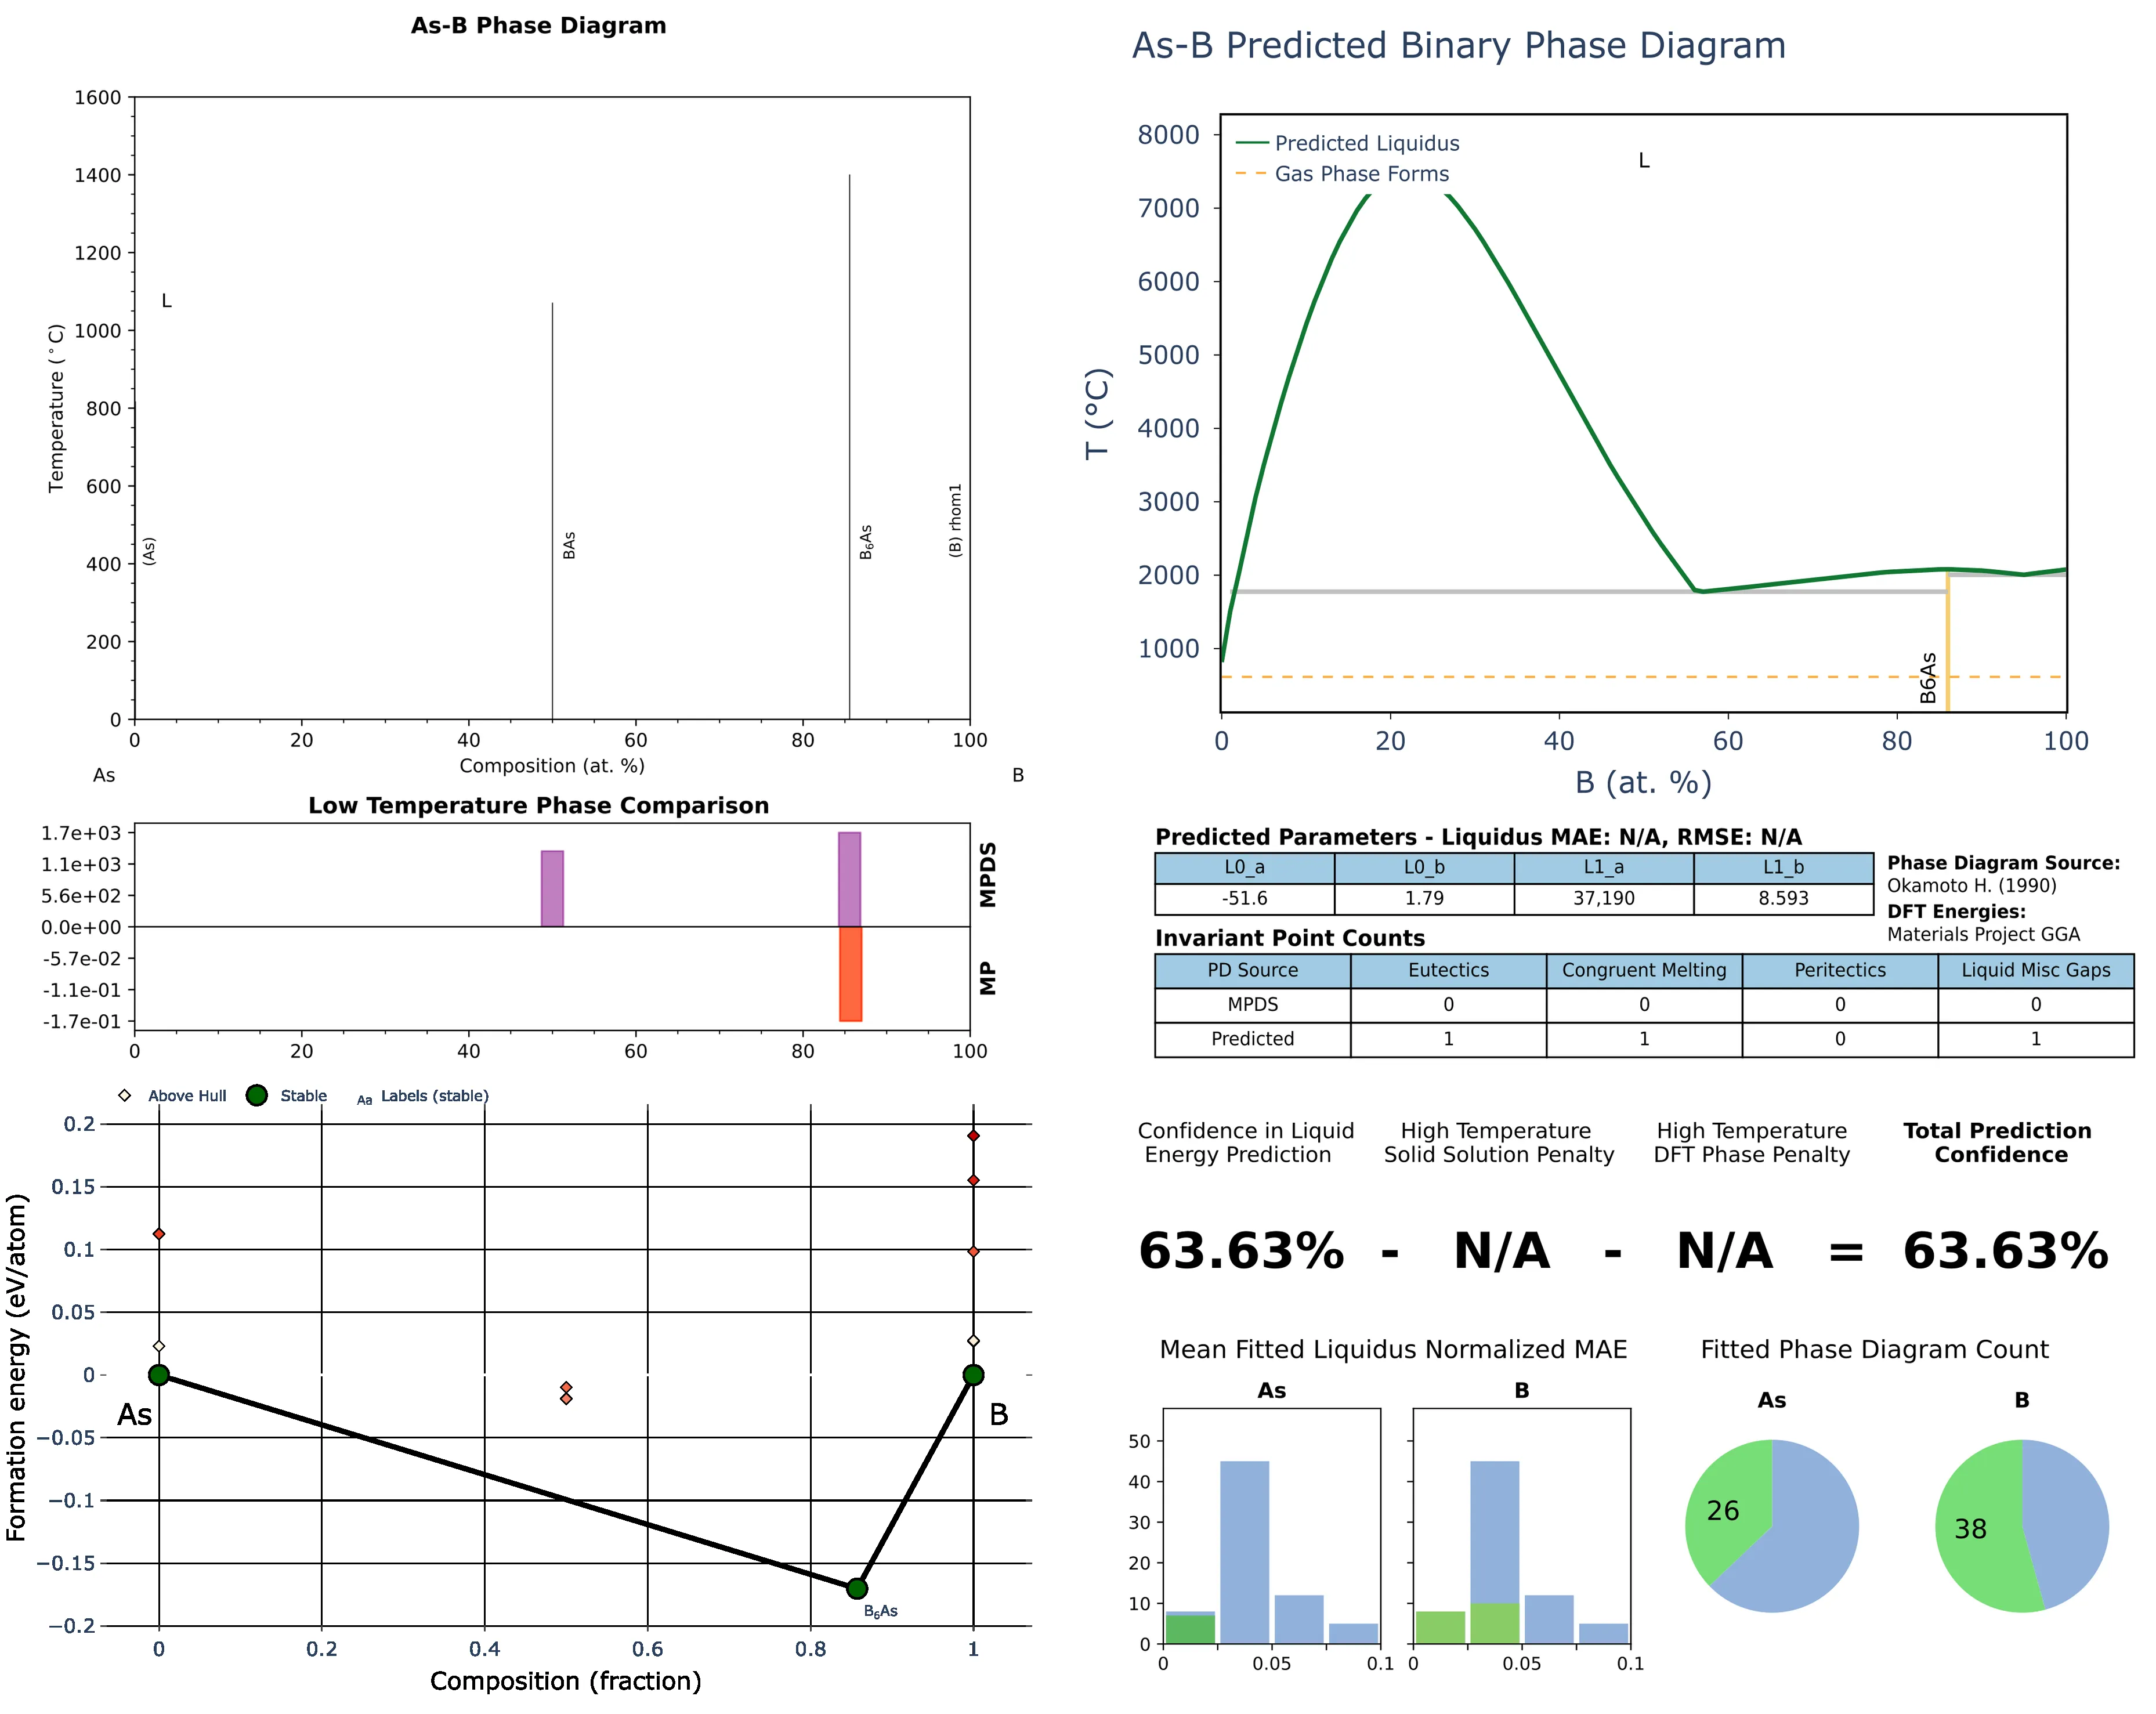 As-B Phase Diagram
1600
1400
1200
1000
800
600
400
200
0
Temperature (°C)
L
(As)
BAs
B₆As
(B) rhom1
0 20 40 60 80 100
Composition (at. %)
As B
Low Temperature Phase Comparison
1.7e+03
1.1e+03
5.6e+02
0.0e+00
-5.7e-02
-1.1e-01
-1.7e-01
MPDS
MP
0 20 40 60 80 100
Above Hull Stable Aa Labels (stable)
0.2
0.15
0.1
0.05
0
−0.05
−0.1
−0.15
−0.2
Formation energy (eV/atom)
As
B
B₆As
0 0.2 0.4 0.6 0.8 1
Composition (fraction)
As-B Predicted Binary Phase Diagram
Predicted Liquidus
Gas Phase Forms
L
8000
7000
6000
5000
4000
3000
2000
1000
T (°C)
B6As
0 20 40 60 80 100
B (at. %)
Predicted Parameters - Liquidus MAE: N/A, RMSE: N/A
L0_a L0_b L1_a L1_b
-51.6 1.79 37,190 8.593
Phase Diagram Source:
Okamoto H. (1990)
DFT Energies:
Materials Project GGA
Invariant Point Counts
PD Source Eutectics Congruent Melting Peritectics Liquid Misc Gaps
MPDS 0 0 0 0
Predicted 1 1 0 1
Confidence in Liquid
Energy Prediction
High Temperature
Solid Solution Penalty
High Temperature
DFT Phase Penalty
Total Prediction
Confidence
63.63% - N/A - N/A = 63.63%
Mean Fitted Liquidus Normalized MAE
As B
50
40
30
20
10
0
0 0.05 0.1
0 0.05 0.1
Fitted Phase Diagram Count
As B
26 38